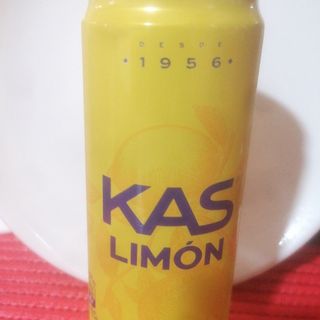 DESDE
• 1956 •
KAS
LIMÓN